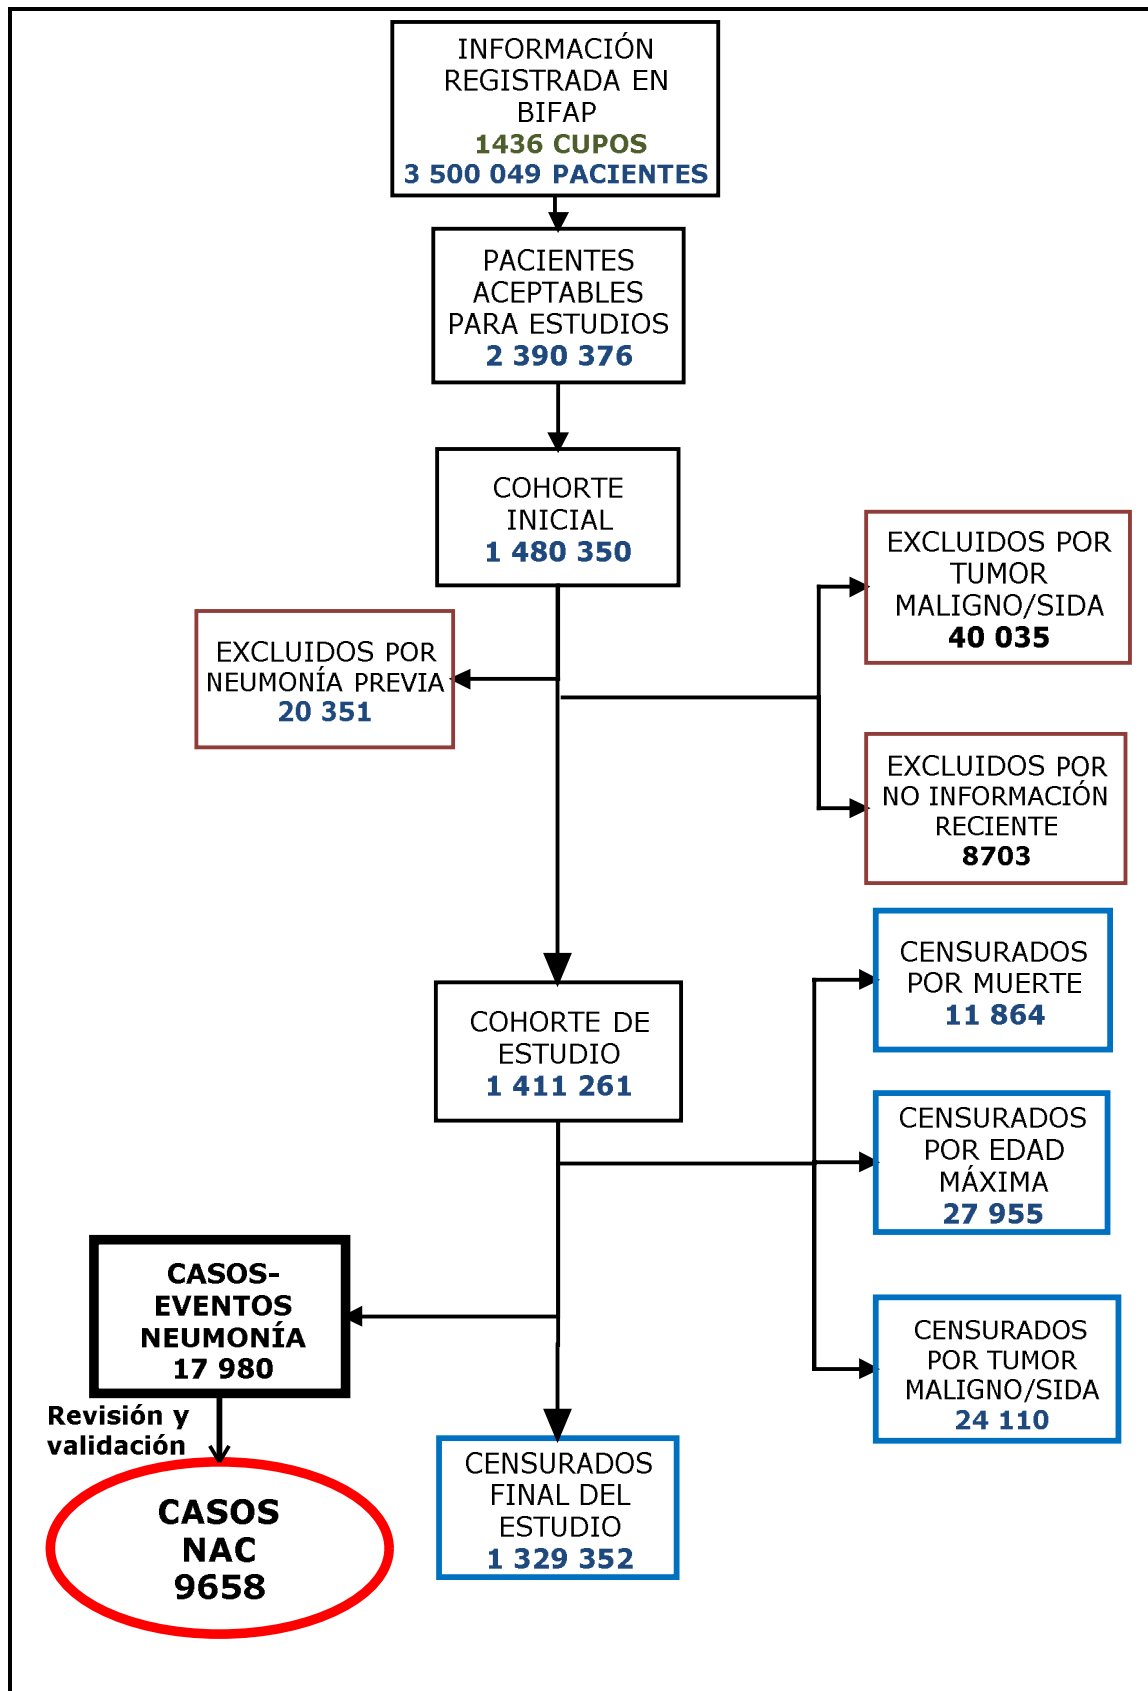 INFORMACIÓN
REGISTRADA EN
BIFAP
1436 CUPOS
3 500 049 PACIENTES
PACIENTES
ACEPTABLES
PARA ESTUDIOS
2 390 376
COHORTE
INICIAL
1 480 350
EXCLUIDOS POR
TUMOR
MALIGNO/SIDA
40 035
EXCLUIDOS POR
NEUMONÍA PREVIA
20 351
EXCLUIDOS POR
NO INFORMACIÓN
RECIENTE
8703
COHORTE DE
ESTUDIO
1 411 261
CENSURADOS
POR MUERTE
11 864
CENSURADOS
POR EDAD
MÁXIMA
27 955
CENSURADOS
POR TUMOR
MALIGNO/SIDA
24 110
CASOS-
EVENTOS
NEUMONÍA
17 980
Revisión y
validación
CASOS
NAC
9658
CENSURADOS
FINAL DEL
ESTUDIO
1 329 352